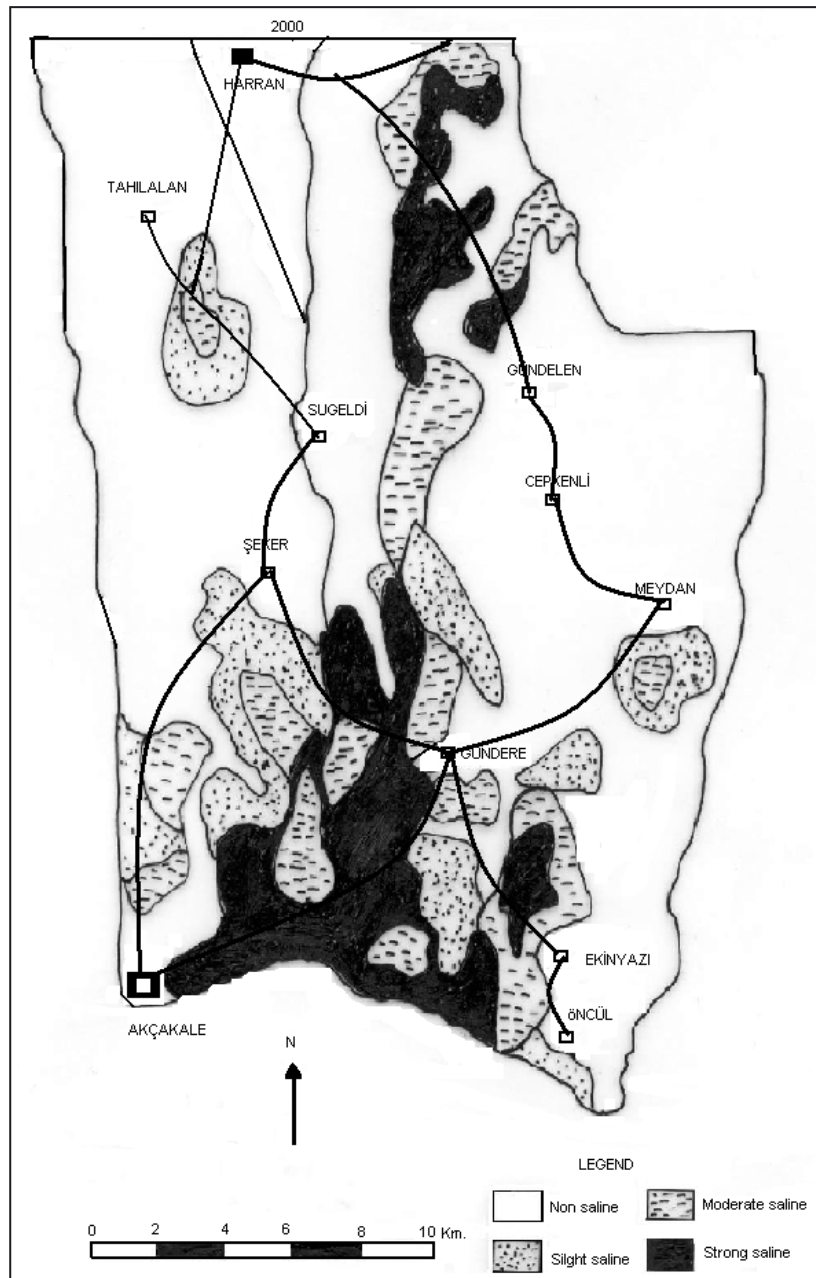 2000
HARRAN
TAHILALAN
GÜNDELEN
SUGELDİ
CEPKENLİ
ŞEKER
MEYDAN
GÜNDERE
EKİNYAZI
öNCÜL
AKÇAKALE
N
LEGEND
Non saline
Moderate saline
0 2 4 6 8 10 Km.
Silght saline
Strong saline